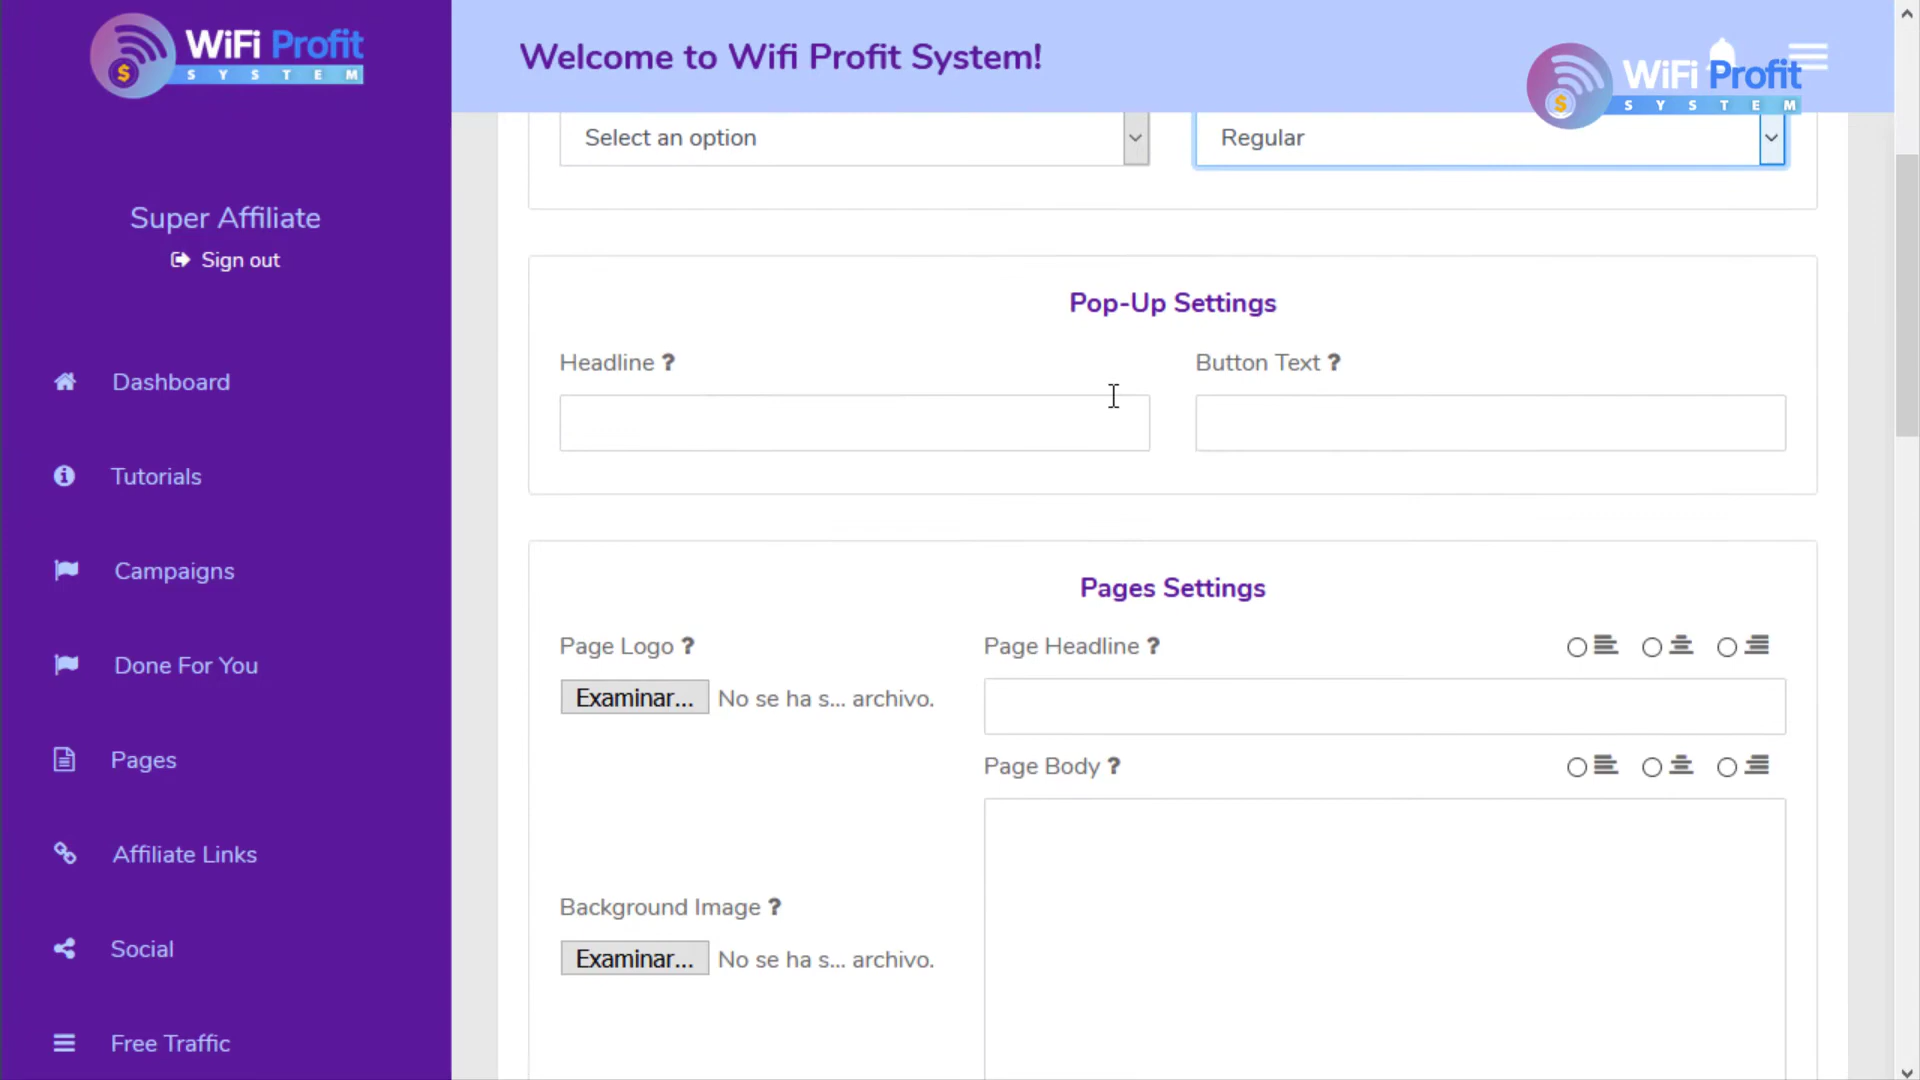 WiFi Profit
SYSTEM
Welcome to Wifi Profit System!
WiFi Profit
SYSTEM
Super Affiliate
Sign out
Dashboard
Tutorials
Campaigns
Done For You
Pages
Affiliate Links
Social
Free Traffic
Select an option
Regular
Pop-Up Settings
Headline ?
Button Text ?
Pages Settings
Page Logo ?
Examinar... No se ha s... archivo.
Page Headline ?
Page Body ?
Background Image ?
Examinar... No se ha s... archivo.